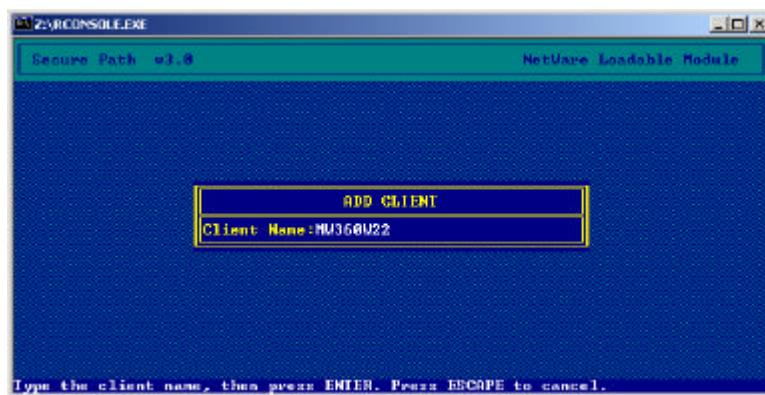 Z:\RCONSOLE.EXE
Secure Path v3.0 NetWare Loadable Module
ADD CLIENT
Client Name:
Type the client name, then press ENTER. Press ESCAPE to cancel.